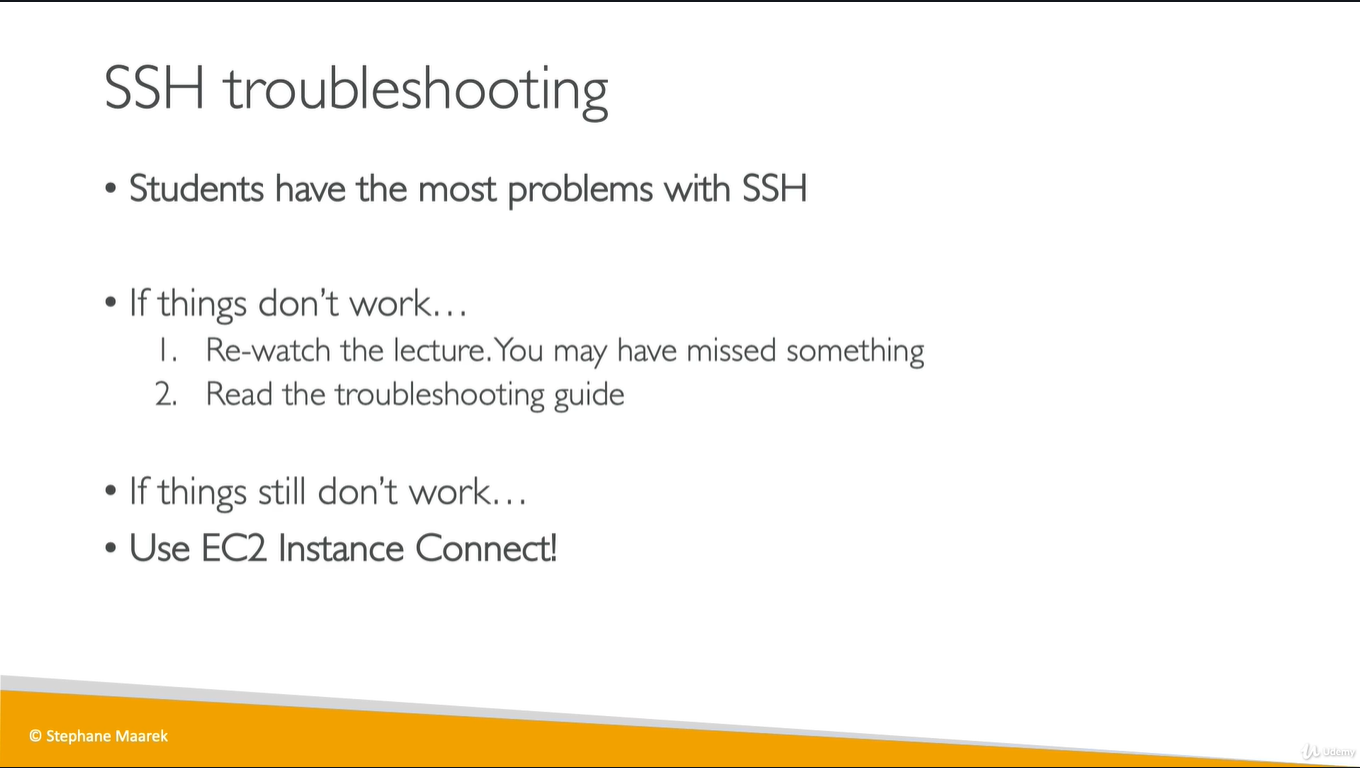 SSH troubleshooting
• Students have the most problems with SSH
• If things don’t work…
1. Re-watch the lecture. You may have missed something
2. Read the troubleshooting guide
• If things still don’t work…
• Use EC2 Instance Connect!
© Stephane Maarek
Udemy